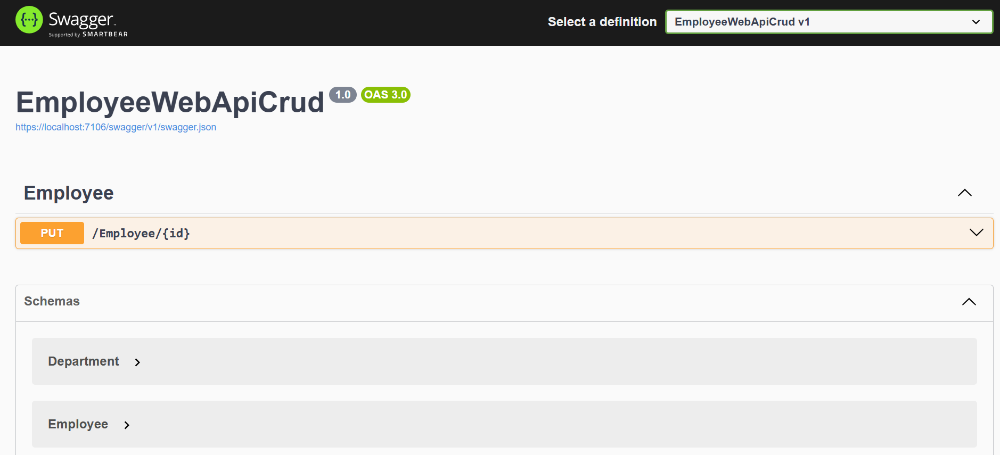 {···} Swagger™
Supported by SMARTBEAR
Select a definition
EmployeeWebApiCrud v1
EmployeeWebApiCrud 1.0 OAS 3.0
https://localhost:7106/swagger/v1/swagger.json
Employee
PUT /Employee/{id}
Schemas
Department
Employee